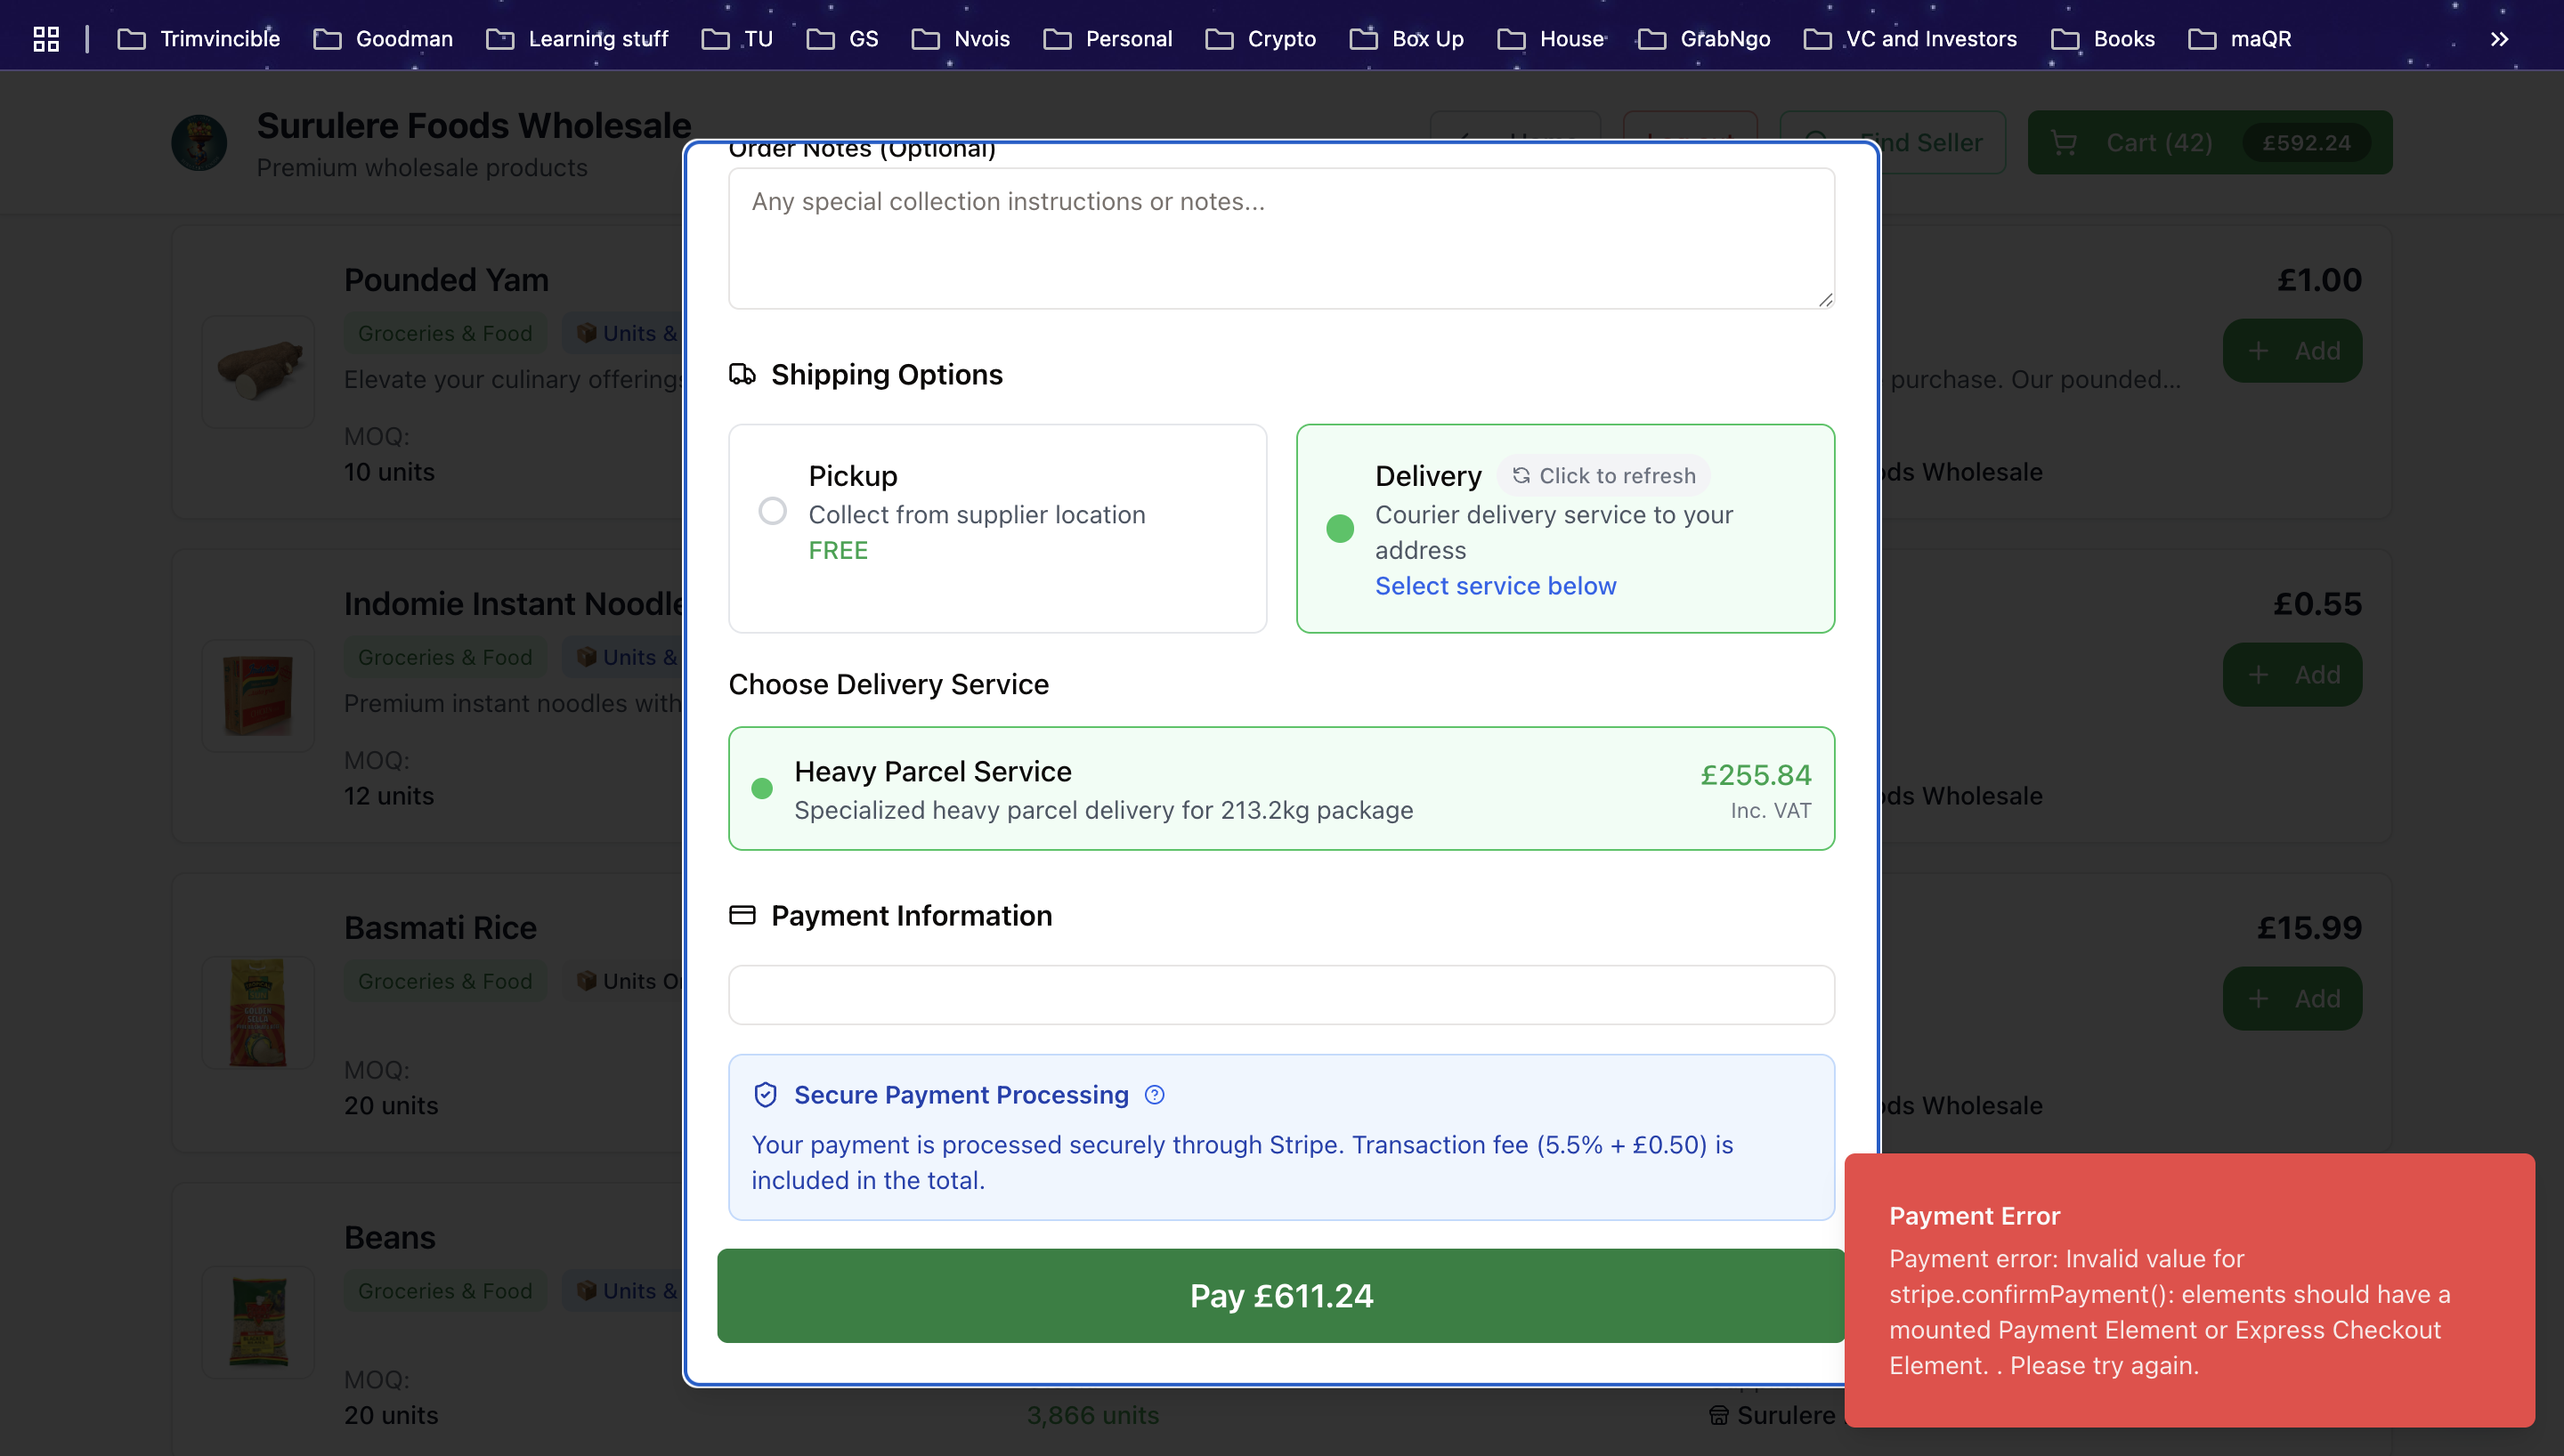 Trimvincible Goodman Learning stuff TU GS Nvois Personal Crypto Box Up House GrabNgo VC and Investors Books maQR
Surulere Foods Wholesale
Premium wholesale products
nd Seller
Cart (42) £592.24
Order Notes (Optional)
Any special collection instructions or notes...
Pounded Yam
Groceries & Food 📦 Units &
Elevate your culinary offerings
purchase. Our pounded...
£1.00
+ Add
MOQ:
10 units
ds Wholesale
Shipping Options
Pickup
Collect from supplier location
FREE
Delivery Click to refresh
Courier delivery service to your
address
Select service below
Indomie Instant Noodle
Groceries & Food 📦 Units &
Premium instant noodles with
£0.55
+ Add
MOQ:
12 units
ds Wholesale
Choose Delivery Service
Heavy Parcel Service
Specialized heavy parcel delivery for 213.2kg package
£255.84
Inc. VAT
Basmati Rice
Groceries & Food 📦 Units O
£15.99
+ Add
MOQ:
20 units
ds Wholesale
Payment Information
Secure Payment Processing
Your payment is processed securely through Stripe. Transaction fee (5.5% + £0.50) is
included in the total.
Beans
Groceries & Food 📦 Units &
MOQ:
20 units
3,866 units
Surulere
Pay £611.24
Payment Error
Payment error: Invalid value for
stripe.confirmPayment(): elements should have a
mounted Payment Element or Express Checkout
Element. . Please try again.